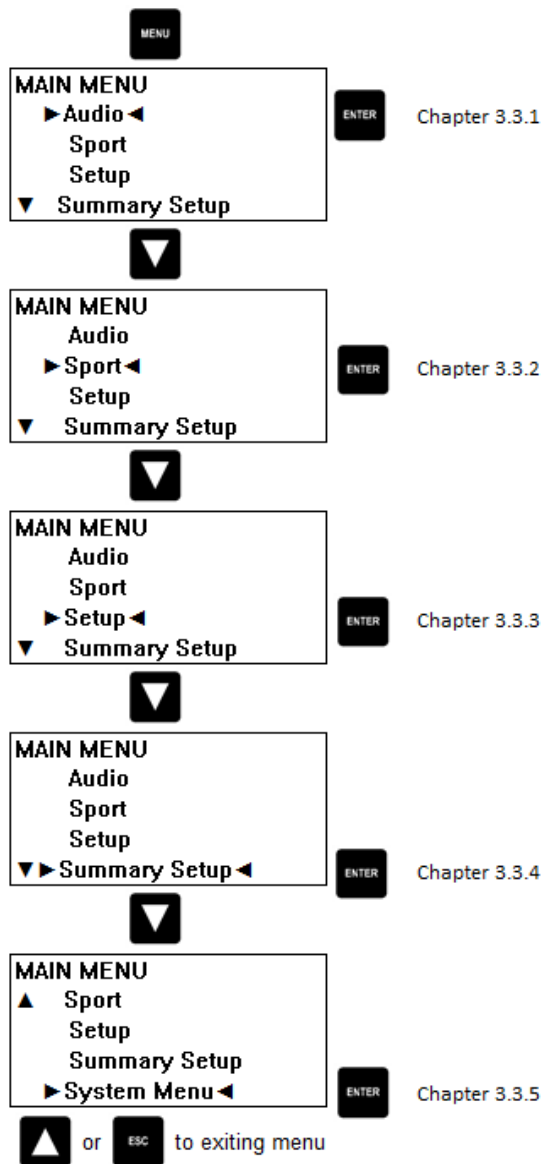 MENU
MAIN MENU
►Audio◄
ENTER Chapter 3.3.1
Sport
Setup
▼ Summary Setup
MAIN MENU
Audio
►Sport◄
ENTER Chapter 3.3.2
Setup
▼ Summary Setup
MAIN MENU
Audio
Sport
►Setup◄
ENTER Chapter 3.3.3
▼ Summary Setup
MAIN MENU
Audio
Sport
Setup
▼►Summary Setup◄
ENTER Chapter 3.3.4
MAIN MENU
▲ Sport
Setup
Summary Setup
►System Menu◄
ENTER Chapter 3.3.5
or ESC to exiting menu